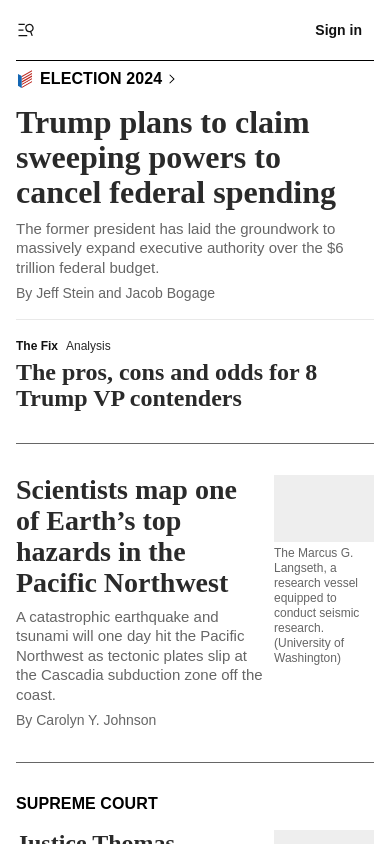 Sign in
ELECTION 2024
Trump plans to claim
sweeping powers to
cancel federal spending
The former president has laid the groundwork to
massively expand executive authority over the $6
trillion federal budget.
By Jeff Stein and Jacob Bogage
The Fix Analysis
The pros, cons and odds for 8
Trump VP contenders
Scientists map one
of Earth’s top
hazards in the
Pacific Northwest
A catastrophic earthquake and
tsunami will one day hit the Pacific
Northwest as tectonic plates slip at
the Cascadia subduction zone off the
coast.
By Carolyn Y. Johnson
The Marcus G.
Langseth, a
research vessel
equipped to
conduct seismic
research.
(University of
Washington)
SUPREME COURT
Justice Thomas